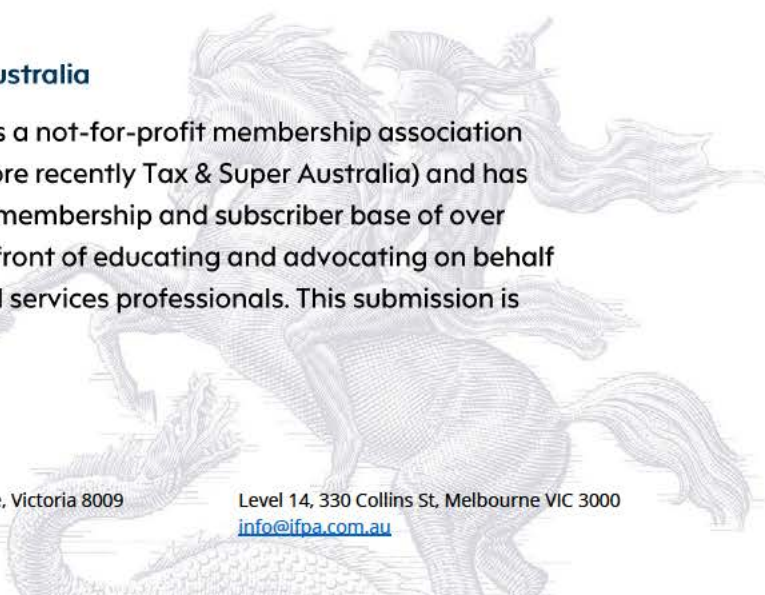 ustralia
s a not-for-profit membership association
ore recently Tax & Super Australia) and has
membership and subscriber base of over
front of educating and advocating on behalf
l services professionals. This submission is
e, Victoria 8009
Level 14, 330 Collins St, Melbourne VIC 3000
info@ifpa.com.au